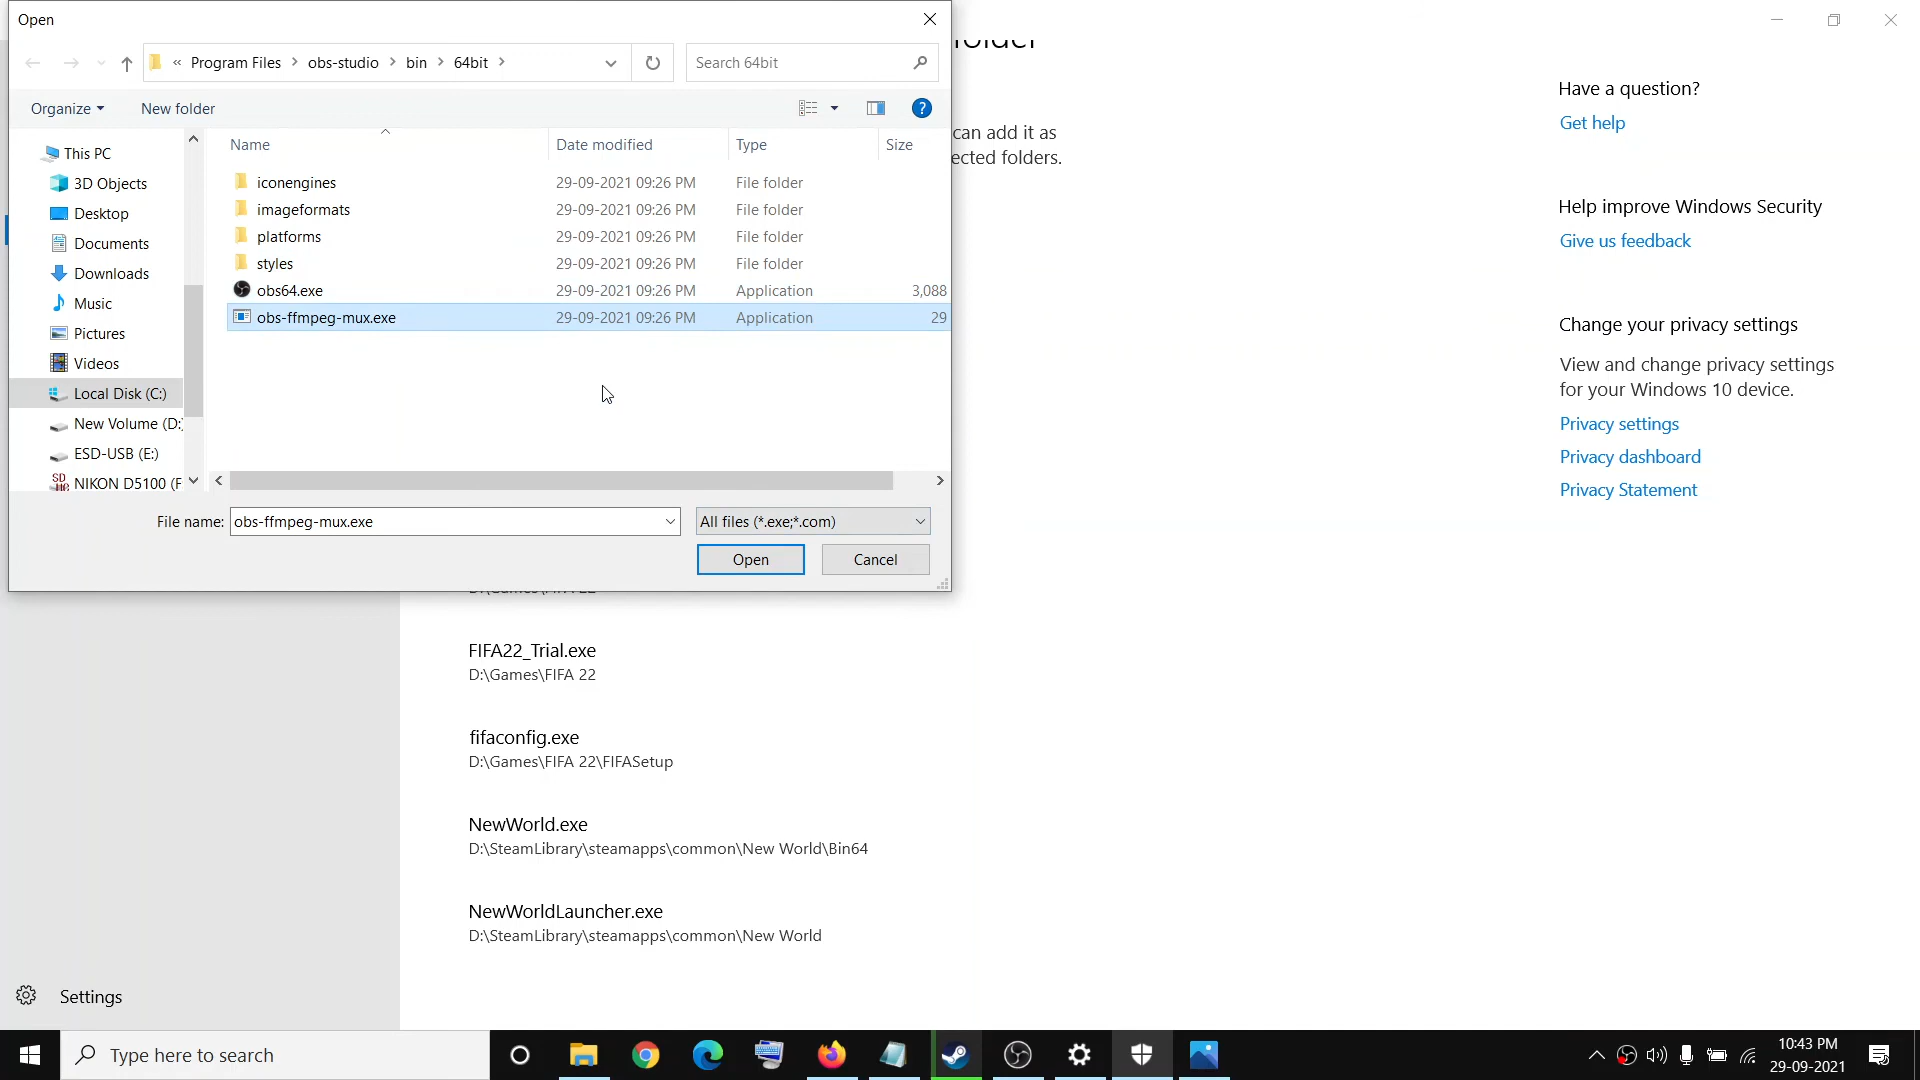 Open
« Program Files > obs-studio > bin > 64bit >
Search 64bit
Organize
New folder
Name
Date modified
Type
Size
This PC
3D Objects
Desktop
Documents
Downloads
Music
Pictures
Videos
Local Disk (C:)
New Volume (D:
ESD-USB (E:)
NIKON D5100 (F
iconengines 29-09-2021 09:26 PM File folder
imageformats 29-09-2021 09:26 PM File folder
platforms 29-09-2021 09:26 PM File folder
styles 29-09-2021 09:26 PM File folder
obs64.exe 29-09-2021 09:26 PM Application 3,088
obs-ffmpeg-mux.exe 29-09-2021 09:26 PM Application 29
File name: obs-ffmpeg-mux.exe
All files (*.exe;*.com)
Open
Cancel
folder
can add it as
ected folders.
Have a question?
Get help
Help improve Windows Security
Give us feedback
Change your privacy settings
View and change privacy settings
for your Windows 10 device.
Privacy settings
Privacy dashboard
Privacy Statement
FIFA22_Trial.exe
D:\Games\FIFA 22
fifaconfig.exe
D:\Games\FIFA 22\FIFASetup
NewWorld.exe
D:\SteamLibrary\steamapps\common\New World\Bin64
NewWorldLauncher.exe
D:\SteamLibrary\steamapps\common\New World
Settings
Type here to search
10:43 PM
29-09-2021